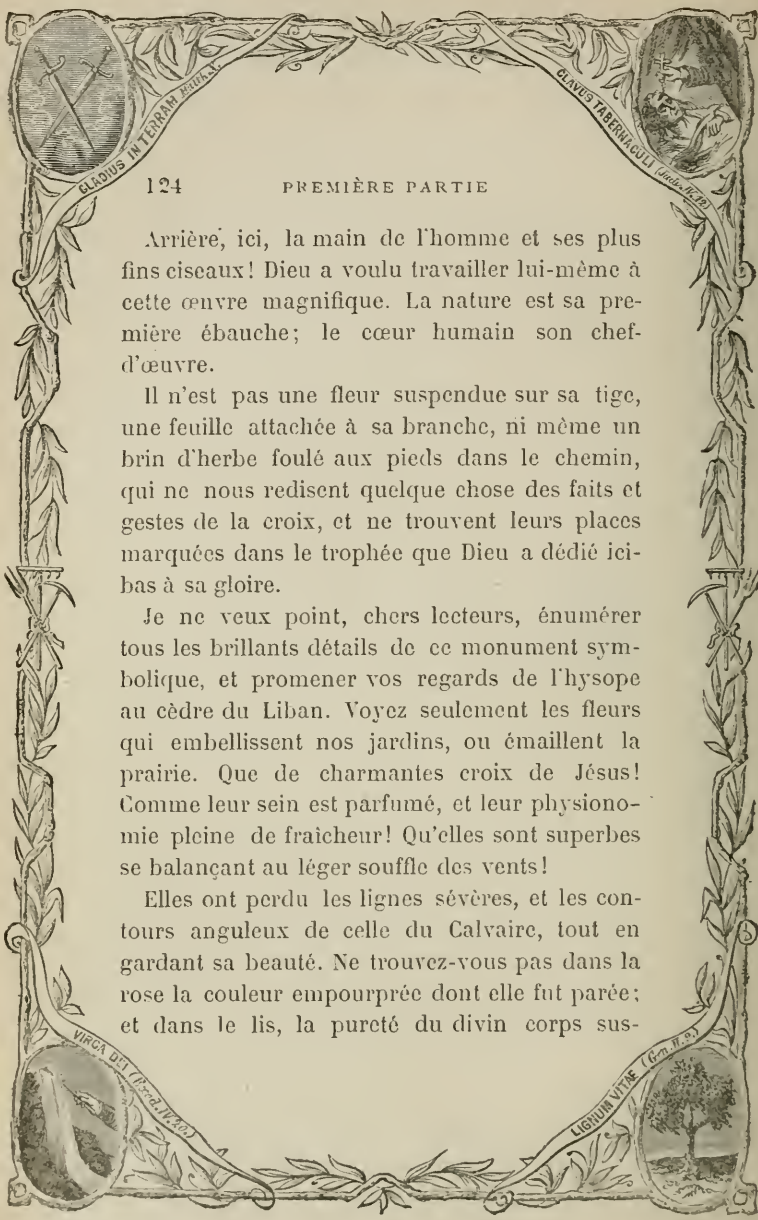 GLADIUS IN TERRAM
CLAVUS TABERNACULI (Judic. IV. 12)
124 PREMIÈRE PARTIE
Arrière, ici, la main de l'homme et ses plus
fins ciseaux! Dieu a voulu travailler lui-même à
cette œuvre magnifique. La nature est sa pre-
mière ébauche; le cœur humain son chef-
d'œuvre.
Il n'est pas une fleur suspendue sur sa tige,
une feuille attachée à sa branche, ni même un
brin d'herbe foulé aux pieds dans le chemin,
qui ne nous redisent quelque chose des faits et
gestes de la croix, et ne trouvent leurs places
marquées dans le trophée que Dieu a dédié ici-
bas à sa gloire.
Je ne veux point, chers lecteurs, énumérer
tous les brillants détails de ce monument sym-
bolique, et promener vos regards de l'hysope
au cèdre du Liban. Voyez seulement les fleurs
qui embellissent nos jardins, ou émaillent la
prairie. Que de charmantes croix de Jésus!
Comme leur sein est parfumé, et leur physiono-
mie pleine de fraîcheur! Qu'elles sont superbes
se balançant au léger souffle des vents!
Elles ont perdu les lignes sévères, et les con-
tours anguleux de celle du Calvaire, tout en
gardant sa beauté. Ne trouvez-vous pas dans la
rose la couleur empourprée dont elle fut parée;
et dans le lis, la pureté du divin corps sus-
VIRGA DEI (Exod. IV. 20.)
LIGNUM VITAE (Gen. II. 9.)